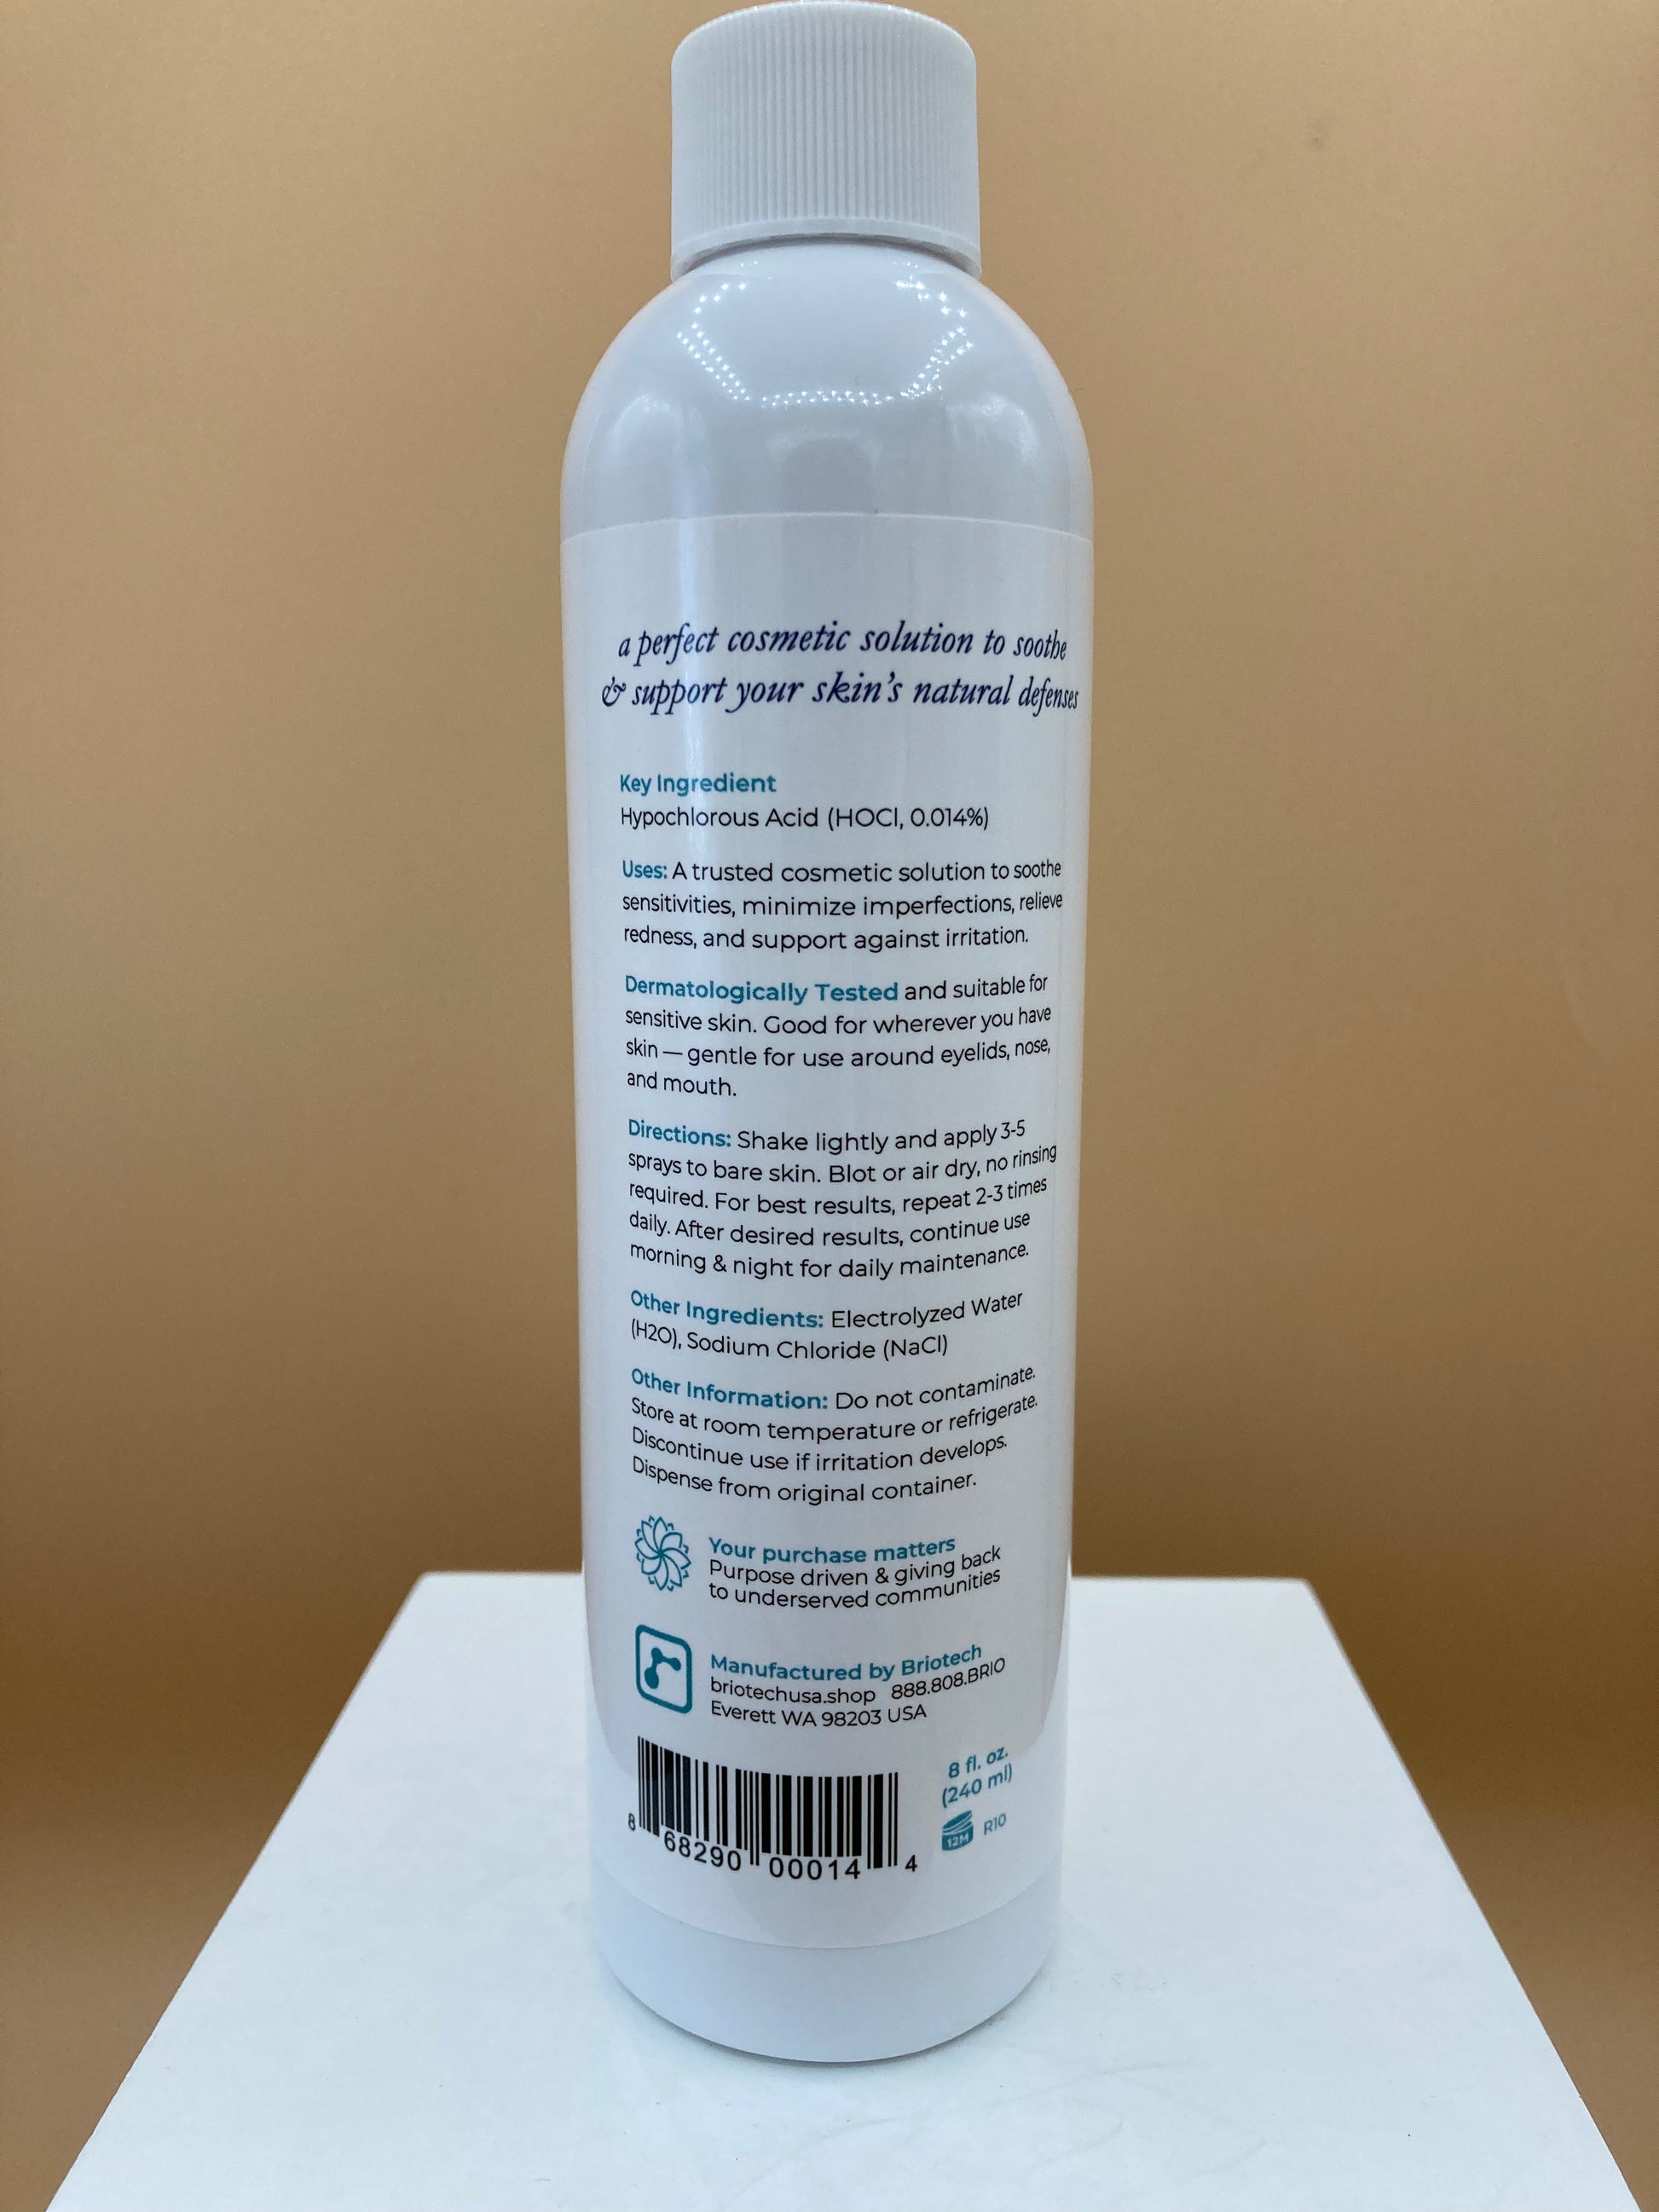 a perfect cosmetic solution to soothe
& support your skin's natural defenses
Key Ingredient
Hypochlorous Acid (HOCl, 0.014%)
Uses: A trusted cosmetic solution to soothe
sensitivities, minimize imperfections, relieve
redness, and support against irritation.
Dermatologically Tested and suitable for
sensitive skin. Good for wherever you have
skin — gentle for use around eyelids, nose,
and mouth.
Directions: Shake lightly and apply 3-5
sprays to bare skin. Blot or air dry, no rinsing
required. For best results, repeat 2-3 times
daily. After desired results, continue use
morning & night for daily maintenance.
Other Ingredients: Electrolyzed Water
(H2O), Sodium Chloride (NaCl)
Other Information: Do not contaminate.
Store at room temperature or refrigerate.
Discontinue use if irritation develops.
Dispense from original container.
Your purchase matters
Purpose driven & giving back
to underserved communities
Manufactured by Briotech
briotechusa.shop 888.808.BRIO
Everett WA 98203 USA
8 fl. oz.
(240 ml)
12M R10
8 68290 00014 4